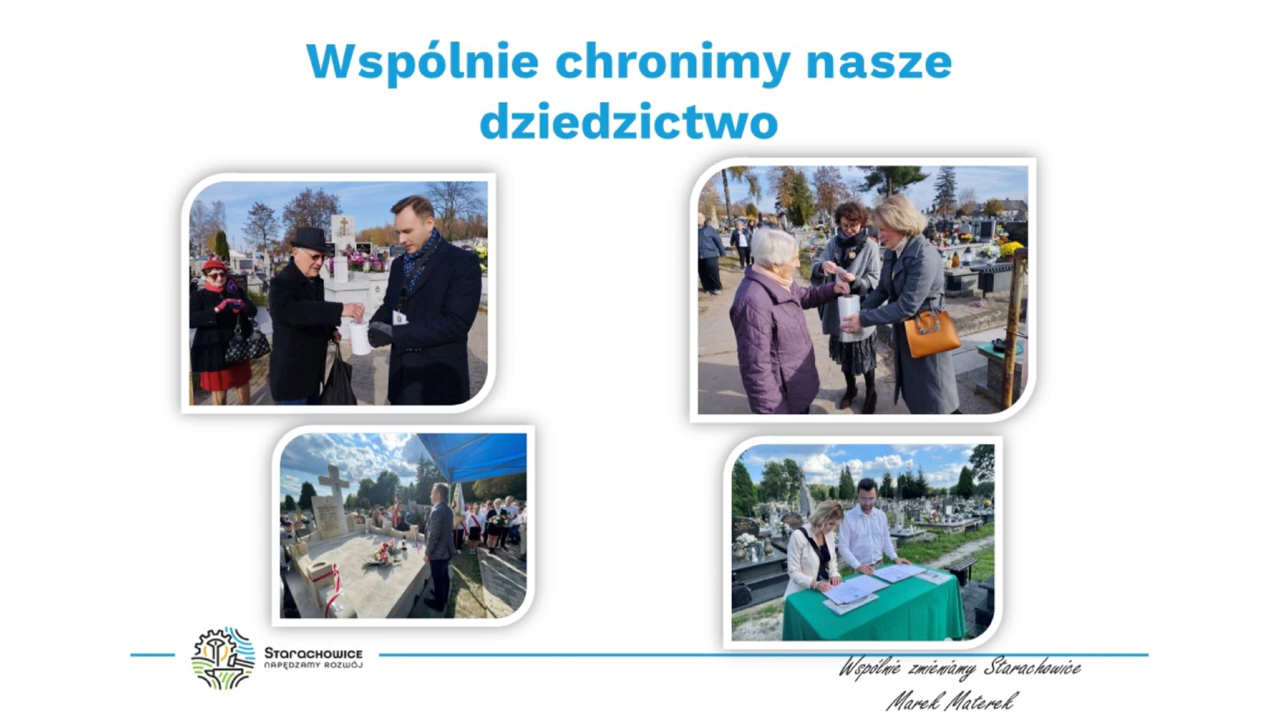 Wspólnie chronimy nasze
dziedzictwo
Starachowice
NAPĘDZAMY ROZWÓJ
Wspólnie zmieniamy Starachowice
Marek Materek